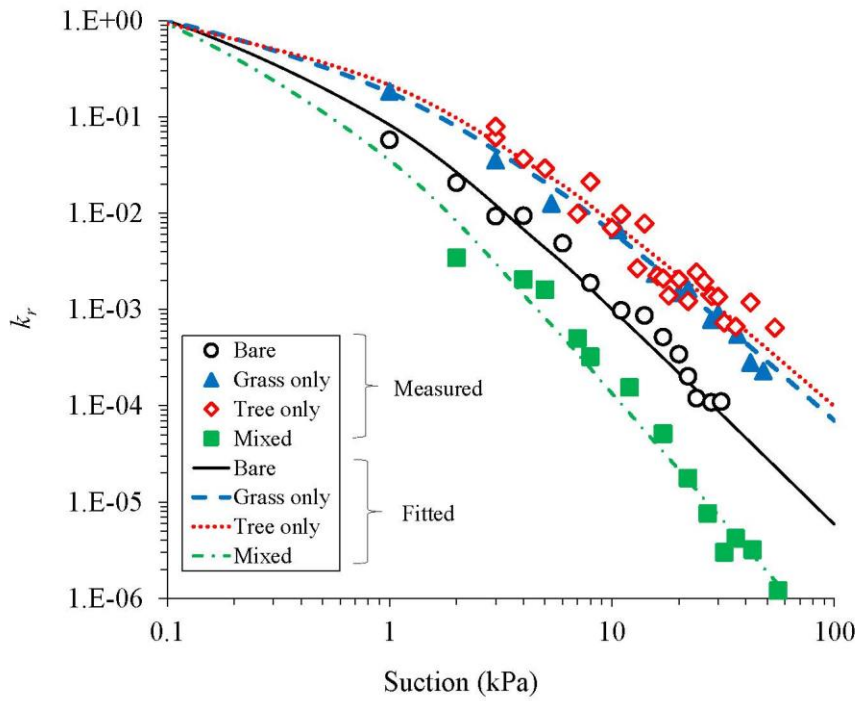 1.E+00
1.E-01
1.E-02
1.E-03
1.E-04
1.E-05
1.E-06
k_r
Bare
Grass only
Tree only
Mixed
Measured
Bare
Grass only
Tree only
Mixed
Fitted
0.1 1 10 100
Suction (kPa)